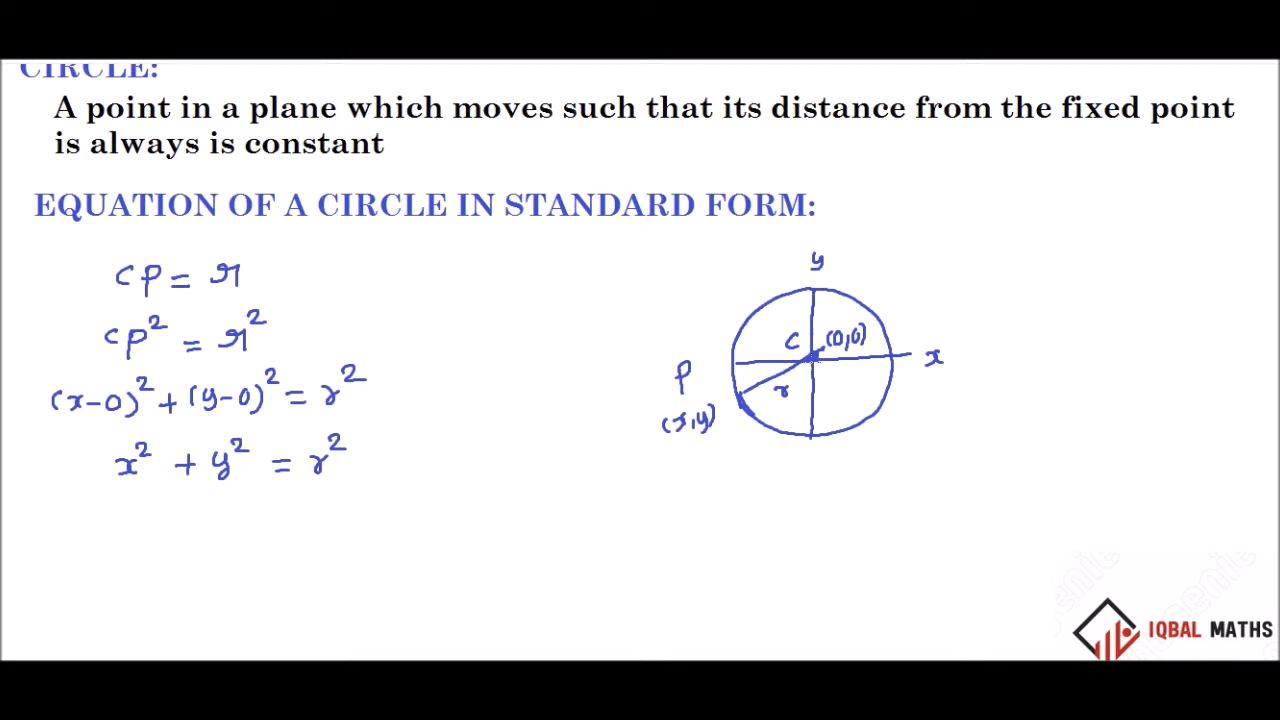 CIRCLE:
A point in a plane which moves such that its distance from the fixed point
is always is constant
EQUATION OF A CIRCLE IN STANDARD FORM:
CP = r
CP² = r²
(x-0)² + (y-0)² = r²
x² + y² = r²
y
C (0,0)
x
P
r
(x,y)
IQBAL MATHS